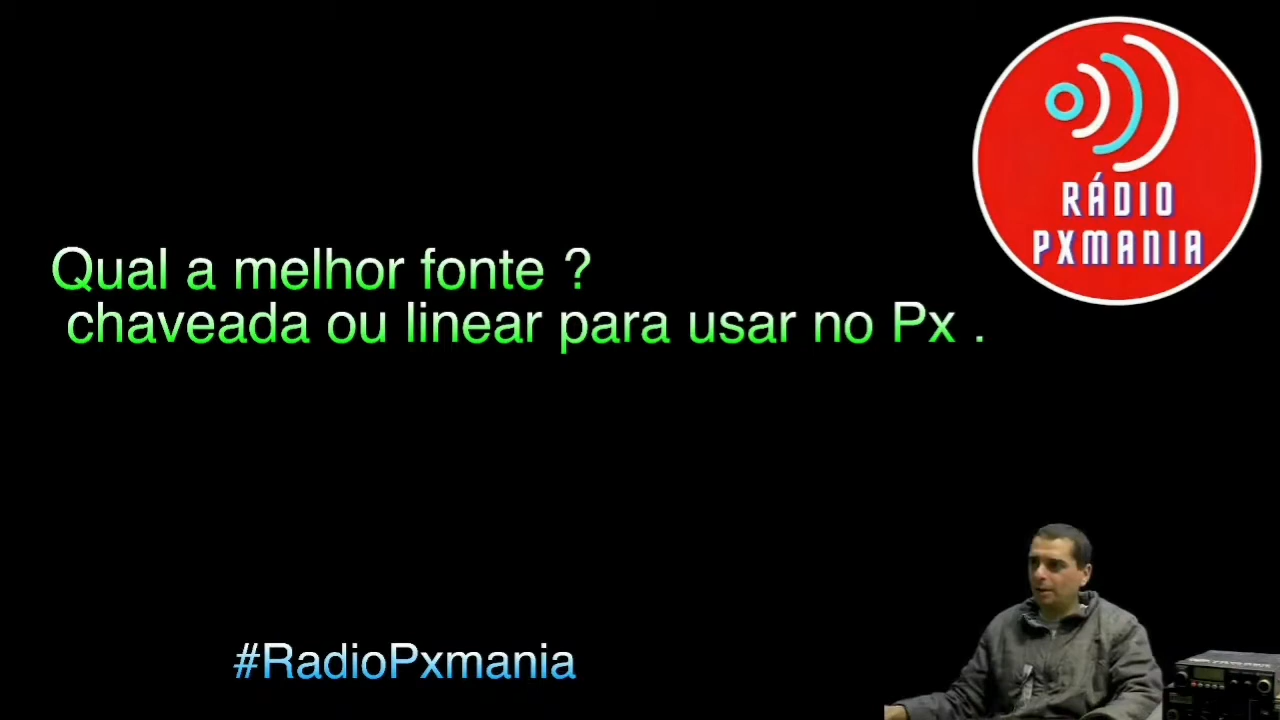 RÁDIO
PXMANIA
Qual a melhor fonte ?
chaveada ou linear para usar no Px .
#RadioPxmania